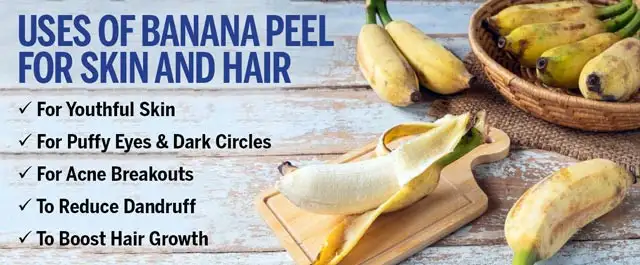 USES OF BANANA PEEL
FOR SKIN AND HAIR
✓ For Youthful Skin
✓ For Puffy Eyes & Dark Circles
✓ For Acne Breakouts
✓ To Reduce Dandruff
✓ To Boost Hair Growth